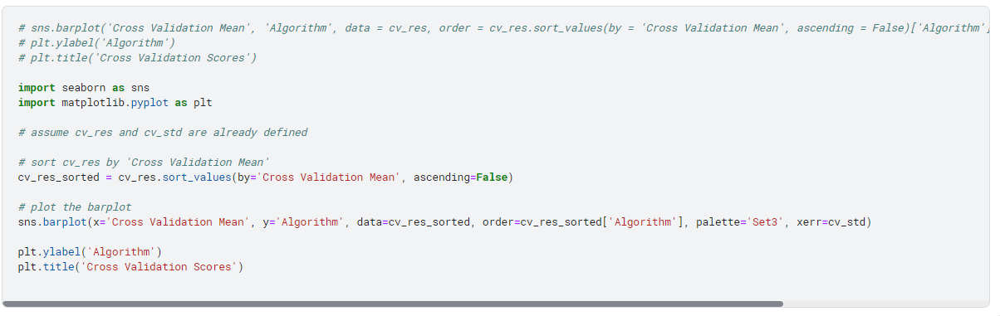 # sns.barplot('Cross Validation Mean', 'Algorithm', data = cv_res, order = cv_res.sort_values(by = 'Cross Validation Mean', ascending = False)['Algorithm']
# plt.ylabel('Algorithm')
# plt.title('Cross Validation Scores')
import seaborn as sns
import matplotlib.pyplot as plt
# assume cv_res and cv_std are already defined
# sort cv_res by 'Cross Validation Mean'
cv_res_sorted = cv_res.sort_values(by='Cross Validation Mean', ascending=False)
# plot the barplot
sns.barplot(x='Cross Validation Mean', y='Algorithm', data=cv_res_sorted, order=cv_res_sorted['Algorithm'], palette='Set3', xerr=cv_std)
plt.ylabel('Algorithm')
plt.title('Cross Validation Scores')